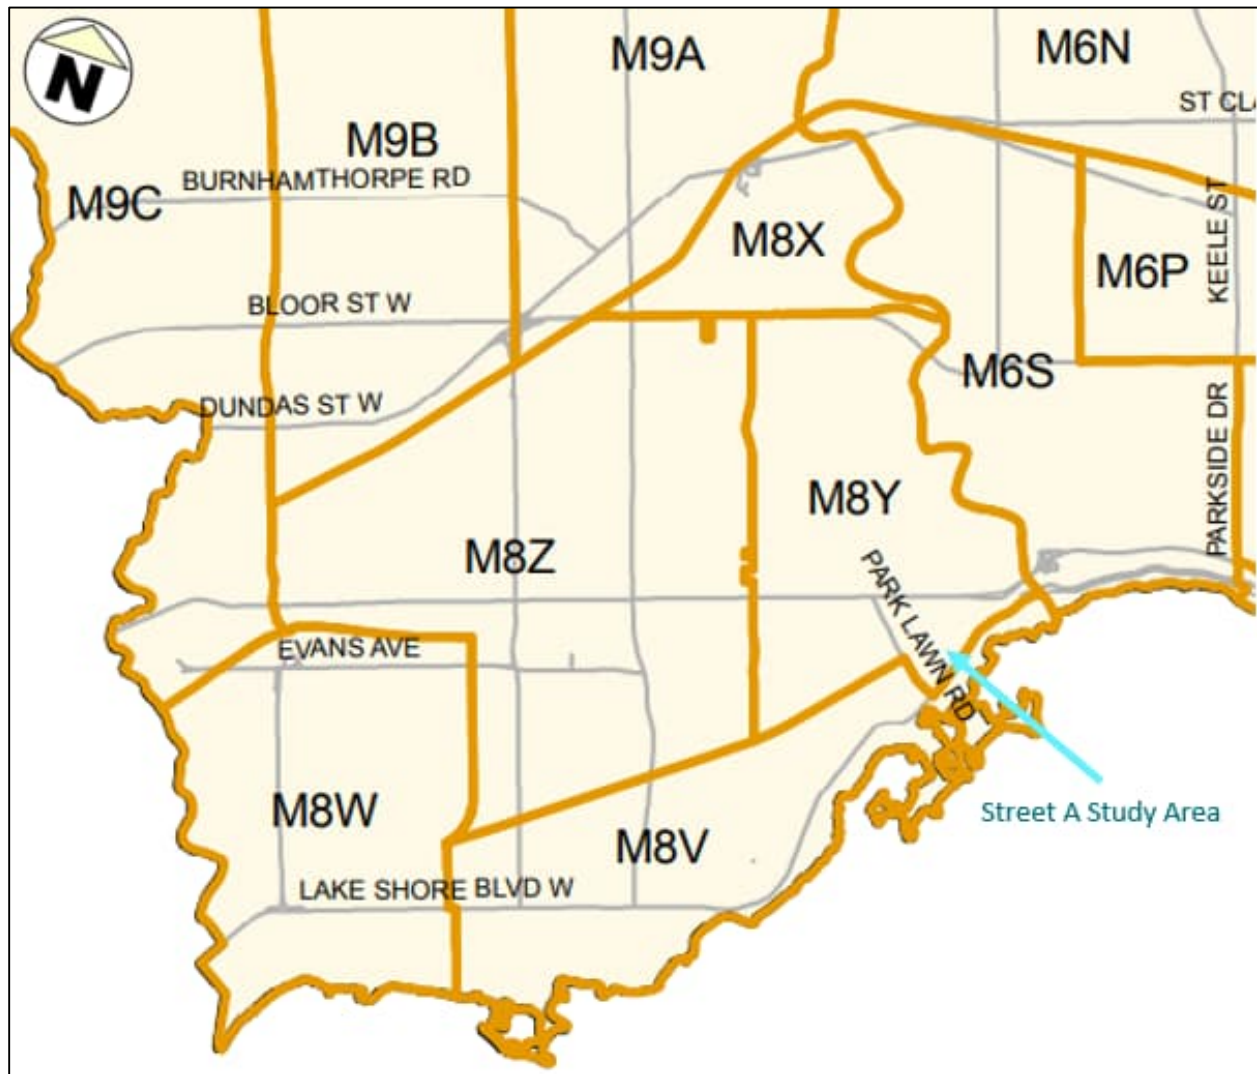 N
M9A
M6N
ST CLA
M9B
BURNHAMTHORPE RD
M9C
M8X
KEELE ST
M6P
BLOOR ST W
M6S
DUNDAS ST W
PARKSIDE DR
M8Y
M8Z
PARK LAWN RD
EVANS AVE
M8W
Street A Study Area
M8V
LAKE SHORE BLVD W